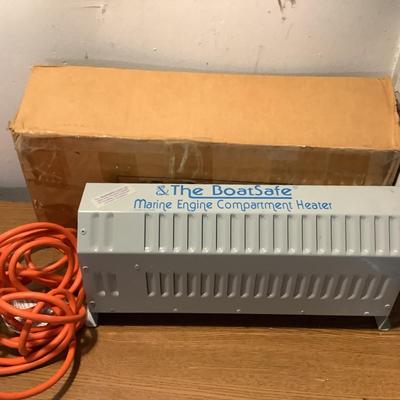 & The BoatSafe®
Marine Engine Compartment Heater